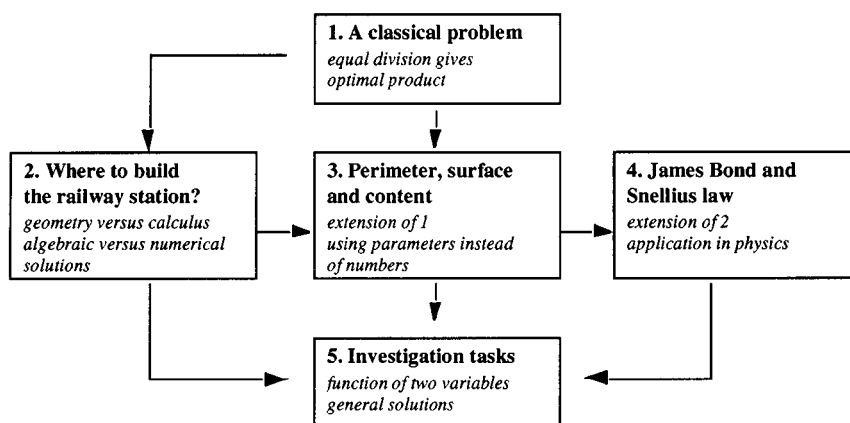 1. A classical problem
equal division gives
optimal product
2. Where to build
the railway station?
geometry versus calculus
algebraic versus numerical
solutions
3. Perimeter, surface
and content
extension of 1
using parameters instead
of numbers
4. James Bond and
Snellius law
extension of 2
application in physics
5. Investigation tasks
function of two variables
general solutions